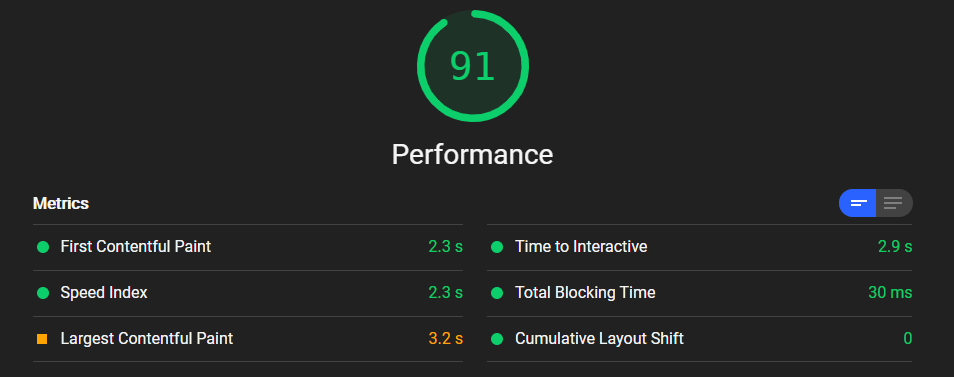 91
Performance
Metrics
First Contentful Paint 2.3 s
Time to Interactive 2.9 s
Speed Index 2.3 s
Total Blocking Time 30 ms
Largest Contentful Paint 3.2 s
Cumulative Layout Shift 0